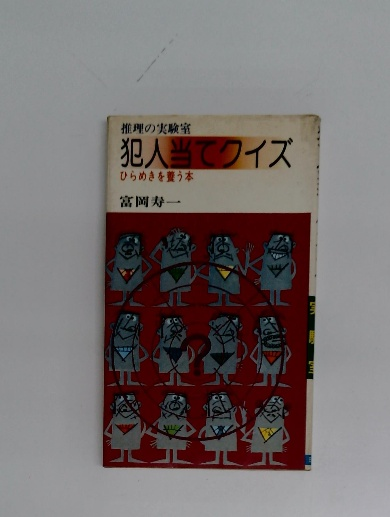 推理の実験室
犯人当てクイズ
ひらめきを養う本
富岡寿一
?